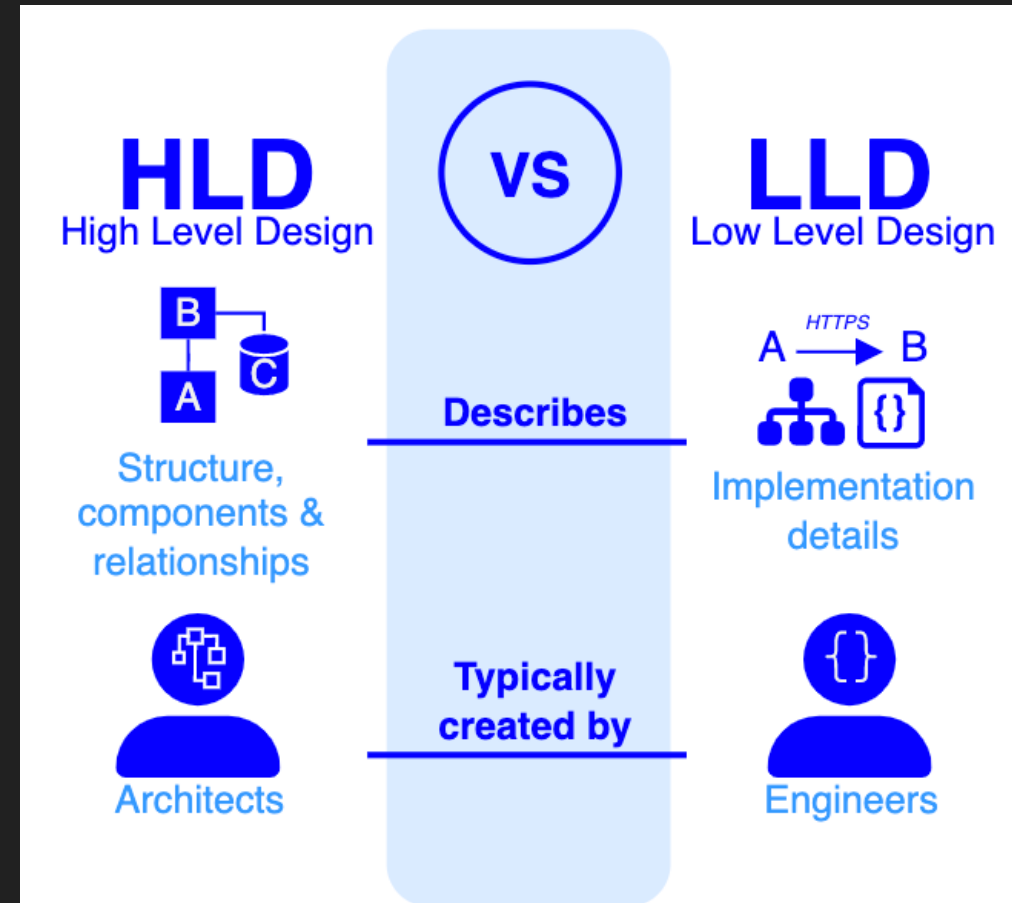 HLD
High Level Design
VS
LLD
Low Level Design
B
C
A
HTTPS
A B
{}
Describes
Structure,
components &
relationships
Implementation
details
{}
Typically
created by
Architects
Engineers